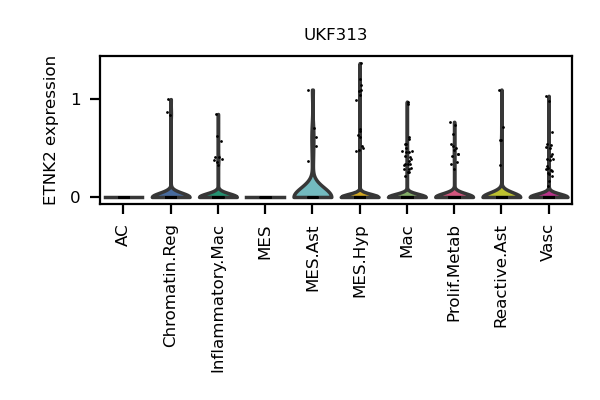 UKF313
ETNK2 expression
1
0
AC
Chromatin.Reg
Inflammatory.Mac
MES
MES.Ast
MES.Hyp
Mac
Prolif.Metab
Reactive.Ast
Vasc